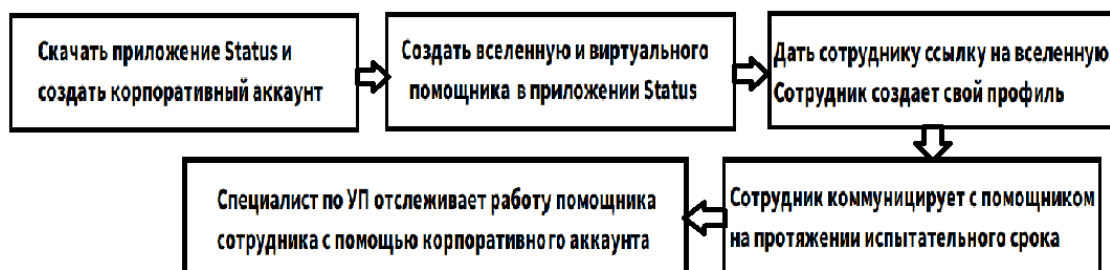 Скачать приложение Status и
создать корпоративный аккаунт
Создать вселенную и виртуального
помощника в приложении Status
Дать сотруднику ссылку на вселенную
Сотрудник создает свой профиль
Сотрудник коммуницирует с помощником
на протяжении испытательного срока
Специалист по УП отслеживает работу помощника
сотрудника с помощью корпоративного аккаунта